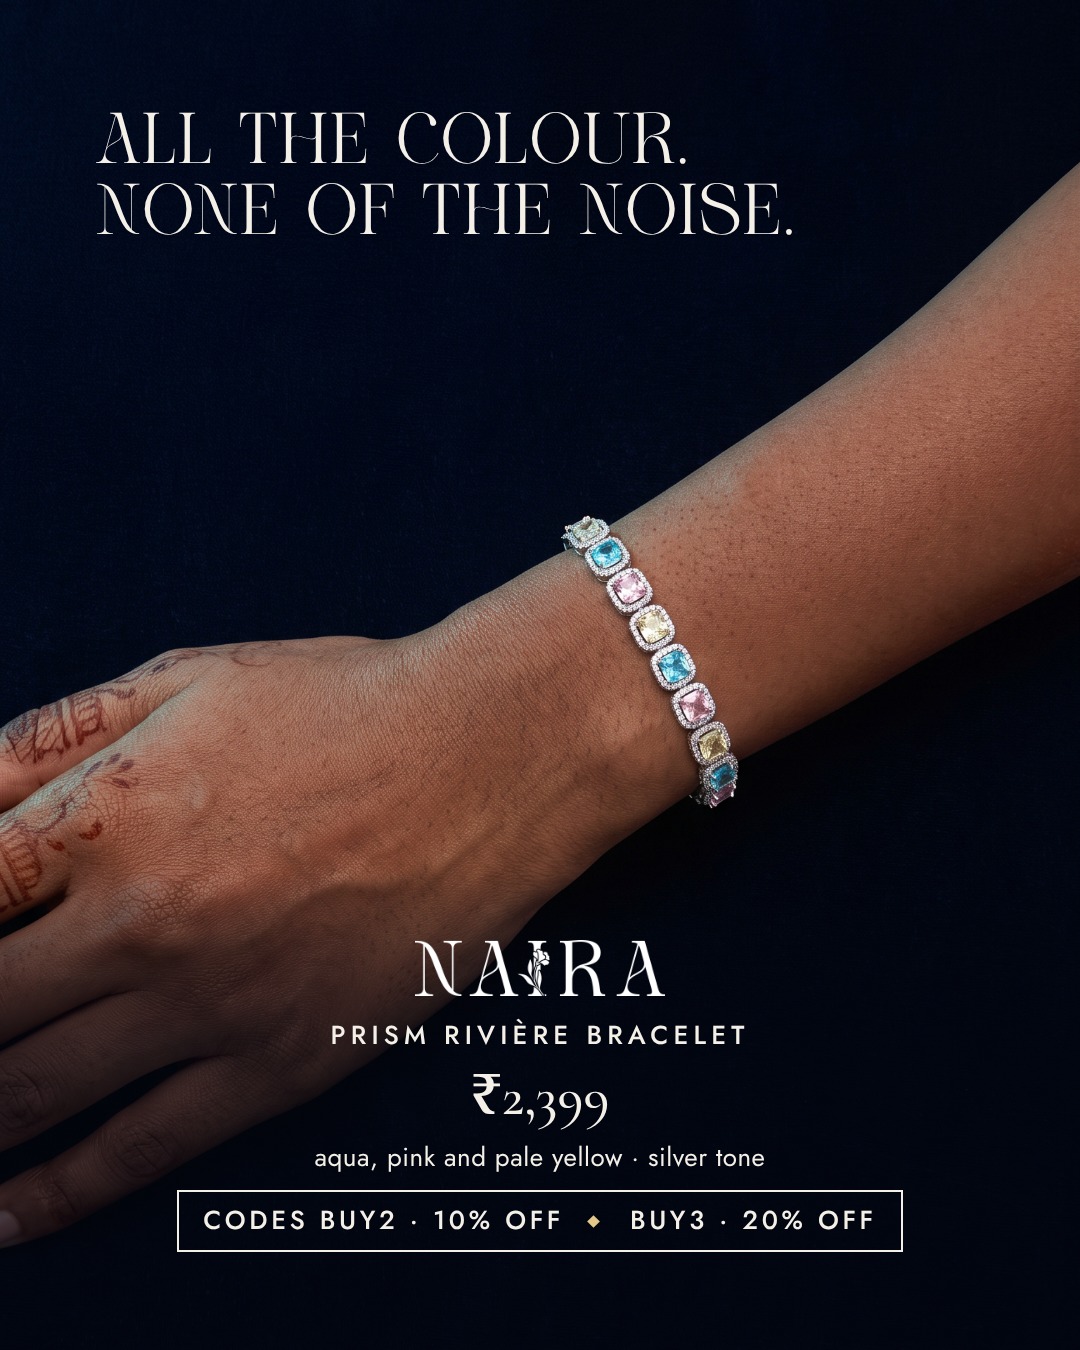 ALL THE COLOUR.
NONE OF THE NOISE.
NAIRA
PRISM RIVIÈRE BRACELET
₹2,399
aqua, pink and pale yellow · silver tone
CODES BUY2 · 10% OFF ◆ BUY3 · 20% OFF